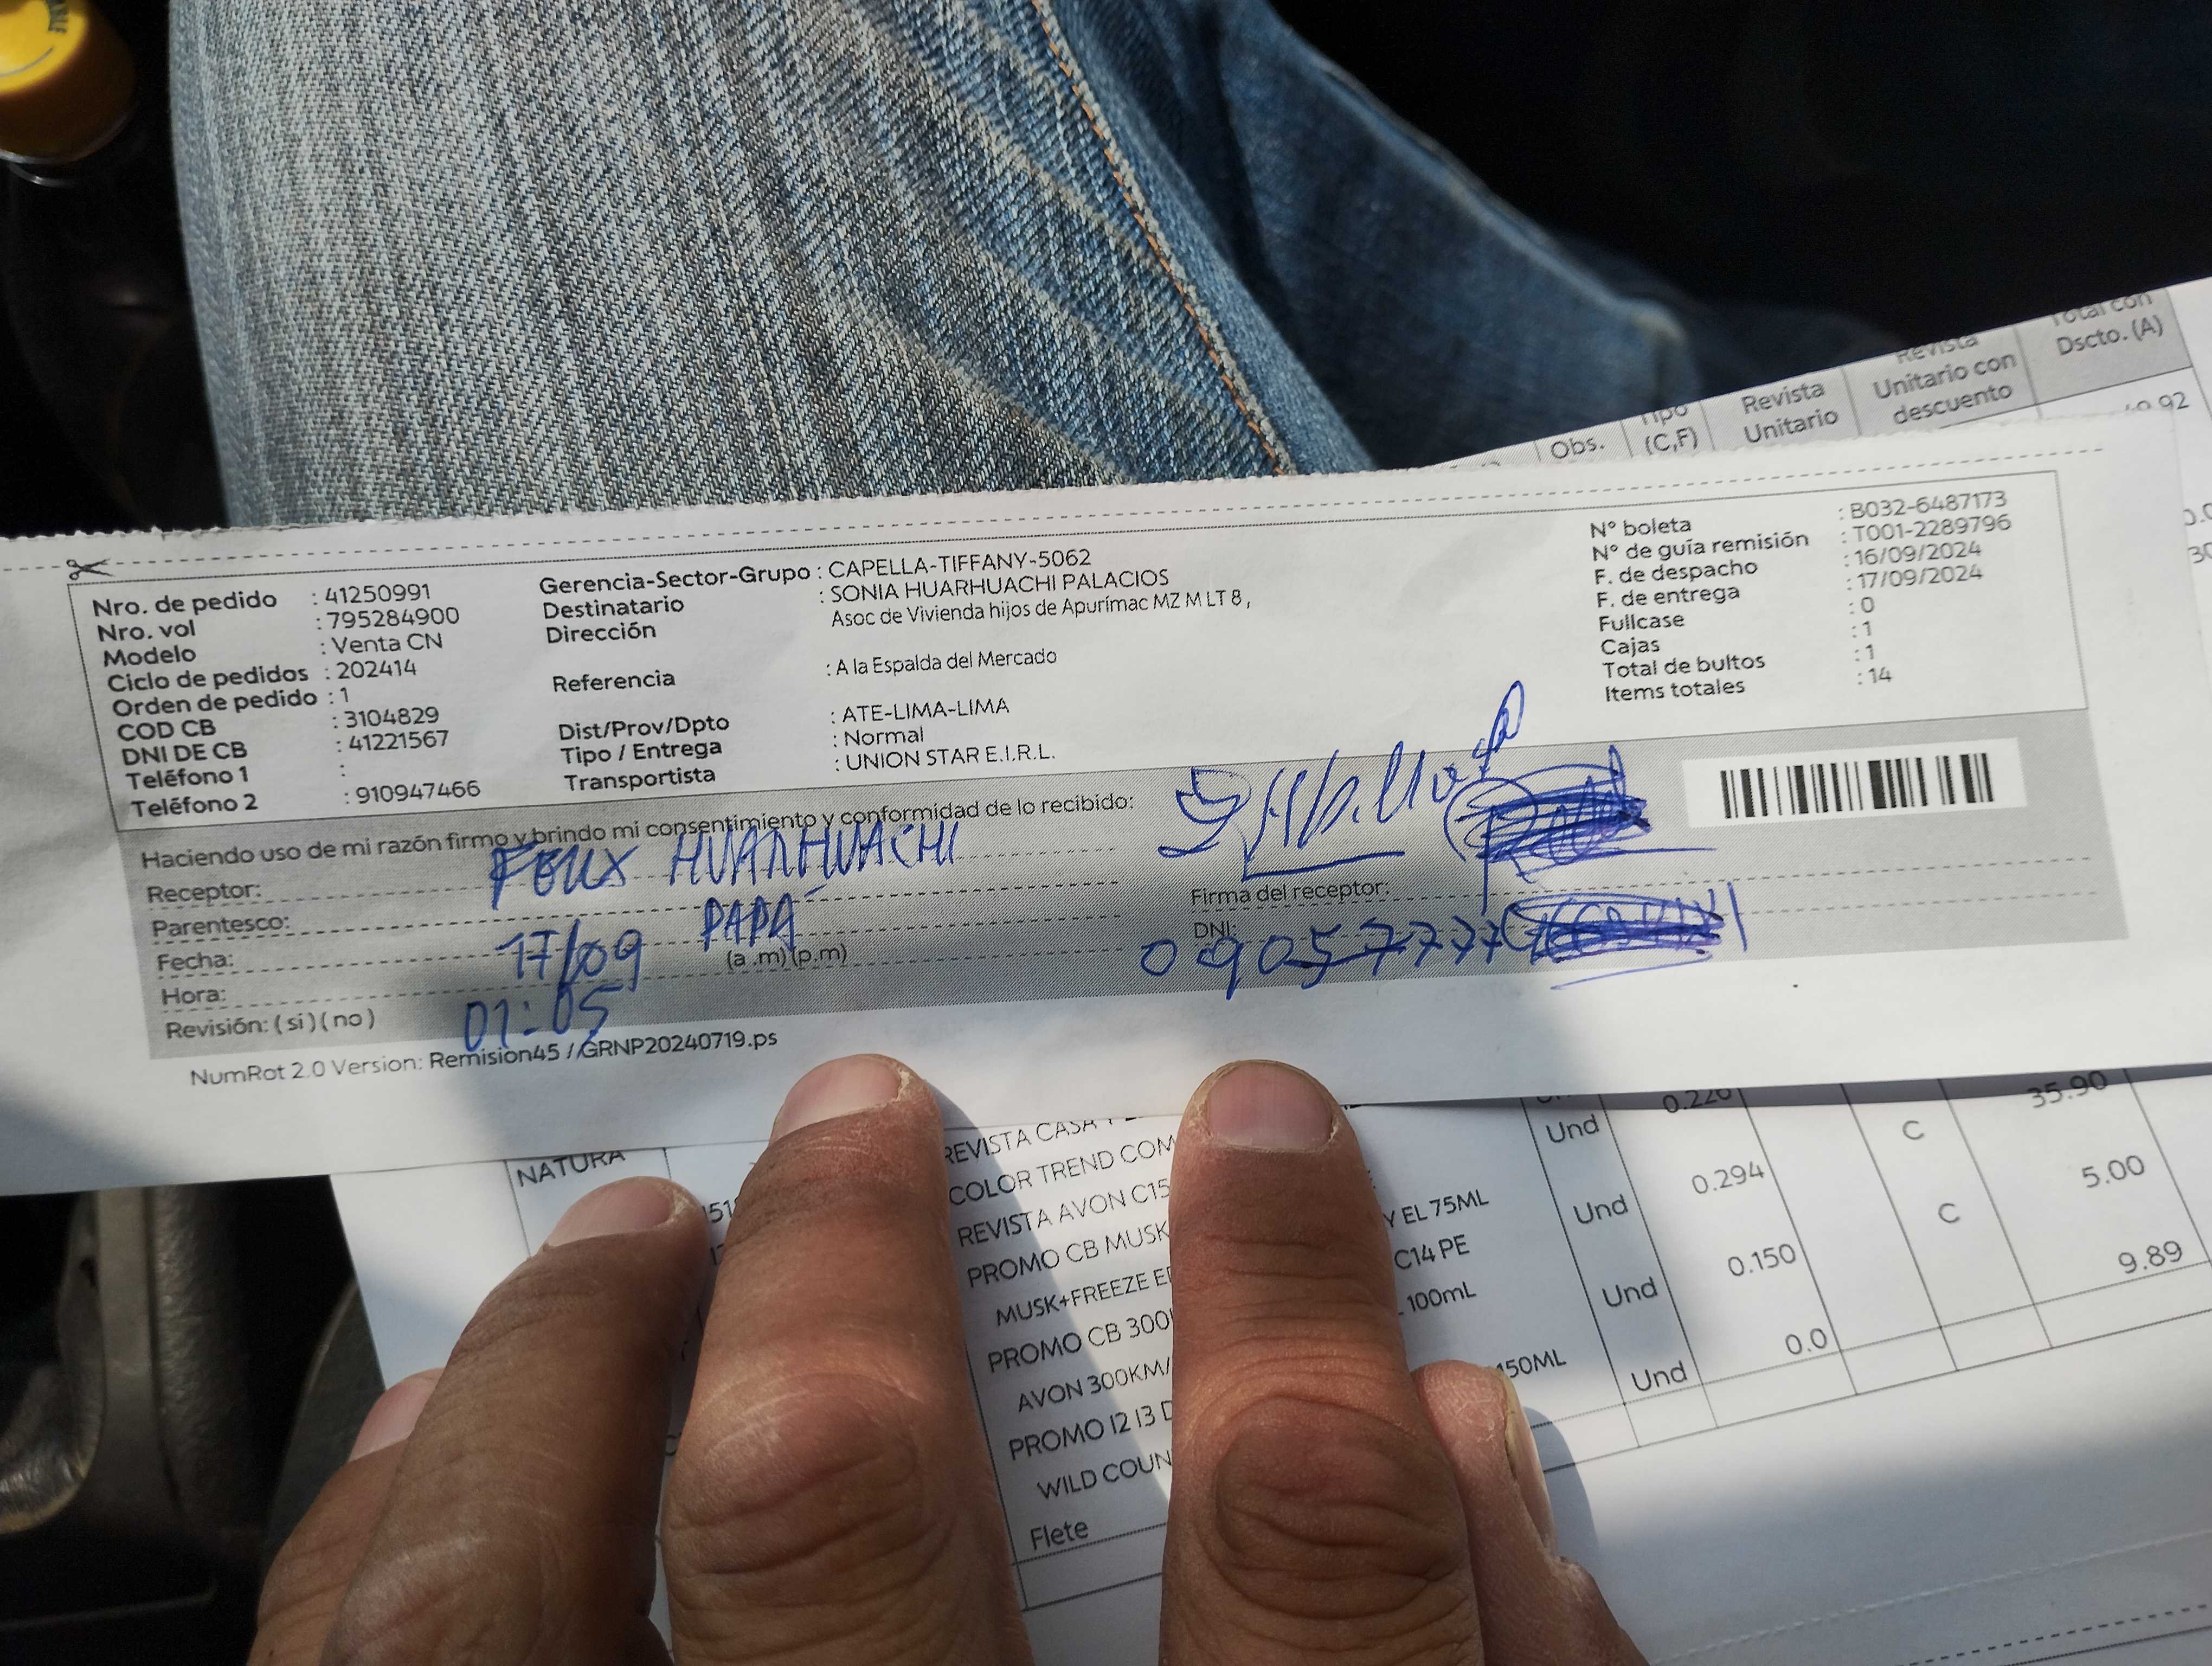 Total con
Revista
Dscto. (A)
Tipo
Revista
Unitario con
Obs.
(C,F)
Unitario
descuento
Nro. de pedido : 41250991
Nro. vol : 795284900
Modelo : Venta CN
Ciclo de pedidos : 202414
Orden de pedido : 1
COD CB : 3104829
DNI DE CB : 41221567
Teléfono 1 :
Teléfono 2 : 910947466
Gerencia-Sector-Grupo : CAPELLA-TIFFANY-5062
Destinatario : SONIA HUARHUACHI PALACIOS
Dirección Asoc de Vivienda hijos de Apurímac MZ M LT 8 ,
Referencia : A la Espalda del Mercado
Dist/Prov/Dpto : ATE-LIMA-LIMA
Tipo / Entrega : Normal
Transportista : UNION STAR E.I.R.L.
N° boleta : B032-6487173
N° de guía remisión : T001-2289796
F. de despacho : 16/09/2024
F. de entrega : 17/09/2024
Fullcase : 0
Cajas : 1
Total de bultos : 1
Items totales : 14
Haciendo uso de mi razón firmo y brindo mi consentimiento y conformidad de lo recibido:
Receptor: FELIX HUARHUACHI
Parentesco: PAPÁ
Fecha: 17/09
Hora: 01:05 (a .m) (p.m)
Revisión: ( si ) ( no )
Firma del receptor:
DNI: 09057777
NumRot 2.0 Version: Remision45 // GRNP20240719.ps
NATURA
REVISTA CASA
COLOR TREND
REVISTA AVON C15
PROMO CB MUSK Y EL 75ML
MUSK+FREEZE C14 PE
PROMO CB 100mL
AVON
PROMO 12 13 150ML
WILD
Flete
Und 0.220 C 35.90
Und 0.294 C 5.00
Und 0.150 9.89
Und 0.0